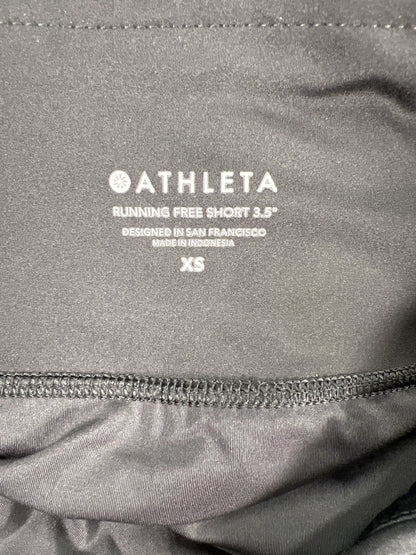 ATHLETA
RUNNING FREE SHORT 3.5"
DESIGNED IN SAN FRANCISCO
MADE IN INDONESIA
XS